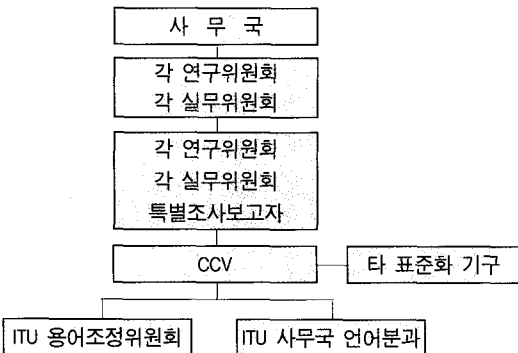 사 무 국
각 연구위원회
각 실무위원회
각 연구위원회
각 실무위원회
특별조사보고자
CCV
타 표준화 기구
ITU 용어조정위원회
ITU 사무국 언어분과